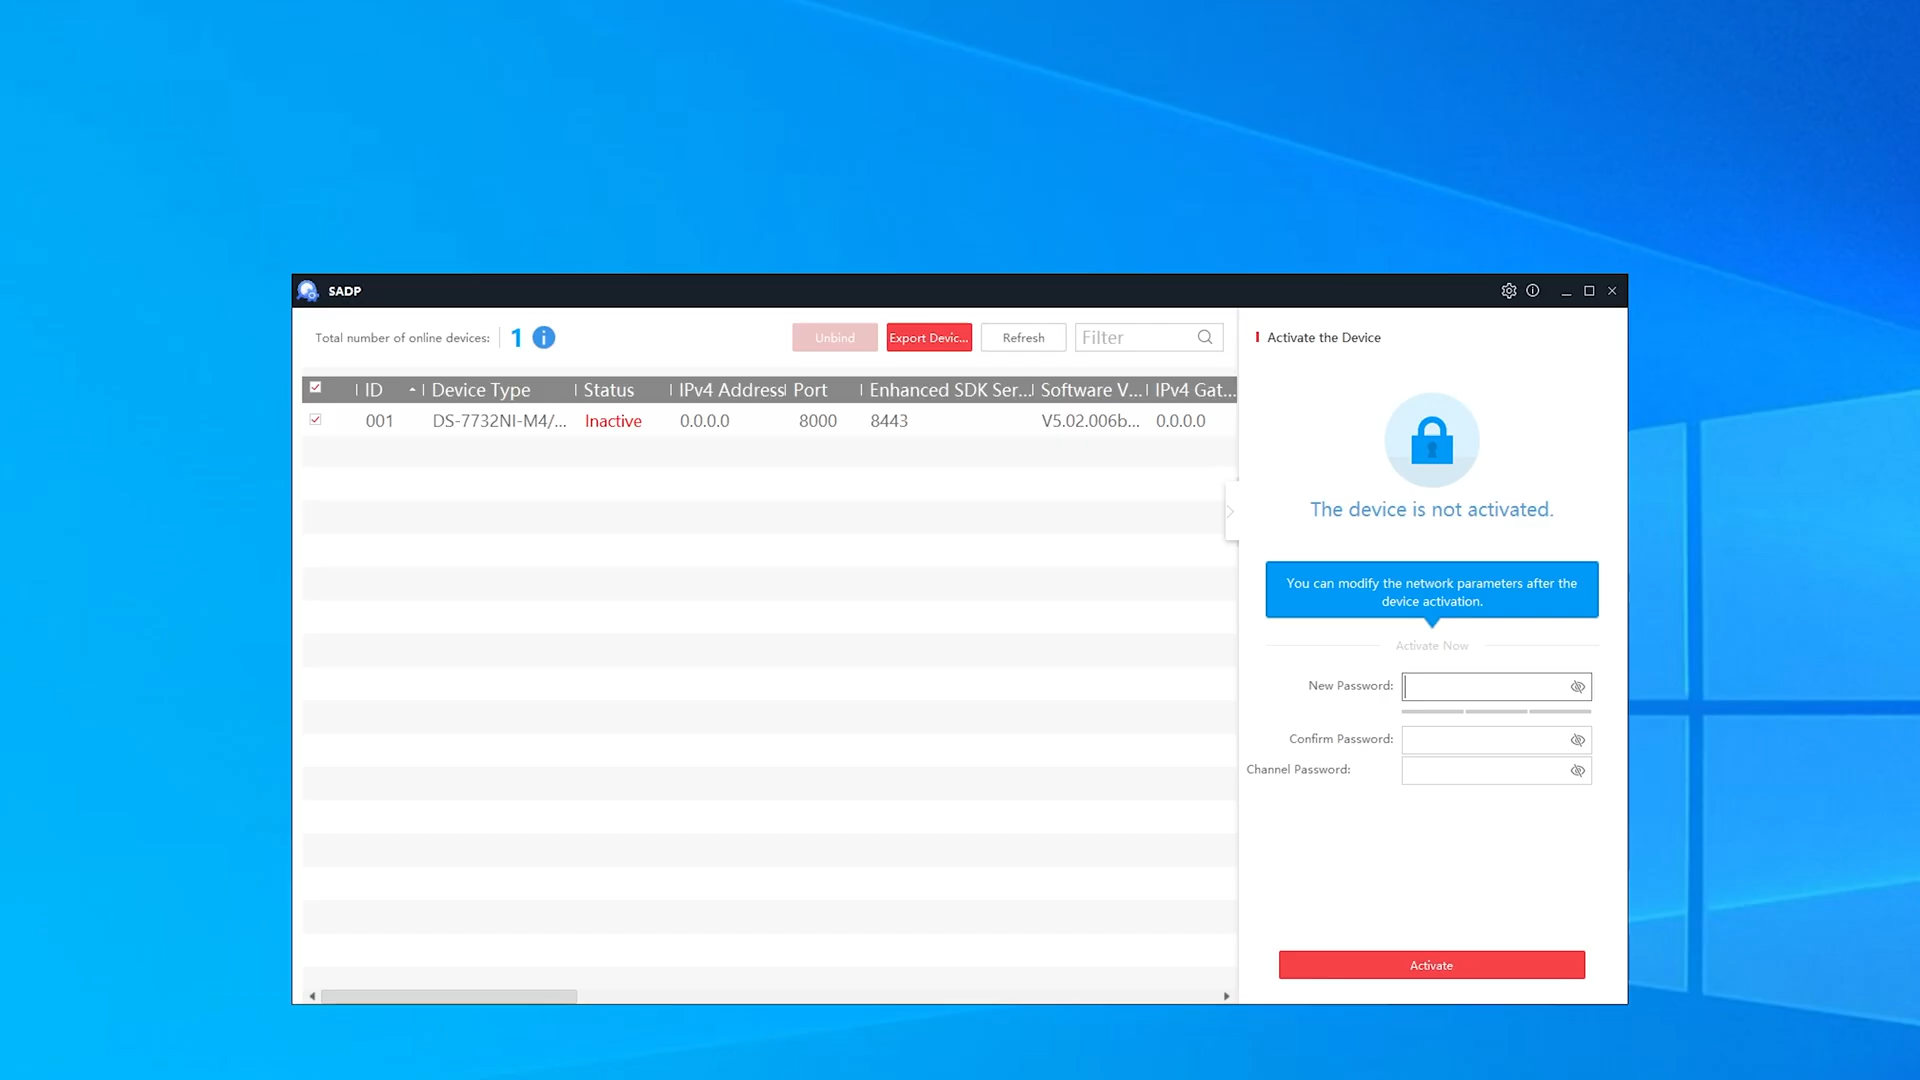 SADP
Total number of online devices: 1
Unbind
Export Devic...
Refresh
Filter
Activate the Device
ID Device Type Status IPv4 Address Port Enhanced SDK Ser... Software V... IPv4 Gat...
001 DS-7732NI-M4/... Inactive 0.0.0.0 8000 8443 V5.02.006b... 0.0.0.0
The device is not activated.
You can modify the network parameters after the
device activation.
Activate Now
New Password:
Confirm Password:
Channel Password:
Activate